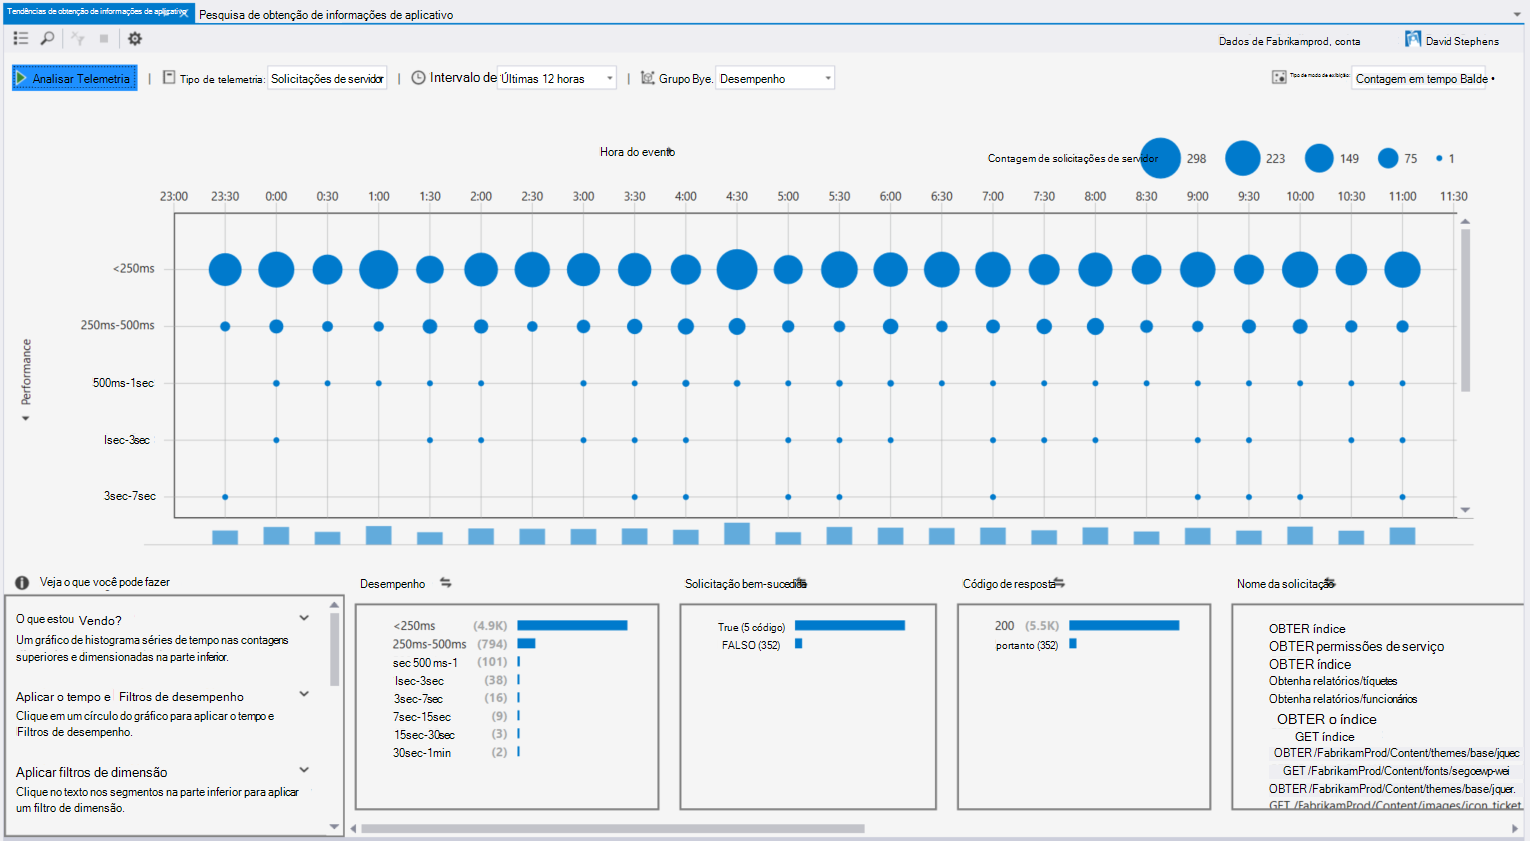 Tendências de obtenção de informações de aplicativo
Pesquisa de obtenção de informações de aplicativo
Dados de Fabrikamprod, conta
David Stephens
Analisar Telemetria
Tipo de telemetria: Solicitações de servidor
Intervalo de Últimas 12 horas
Grupo Bye. Desempenho
Tipo de modo de exibição: Contagem em tempo Balde
Hora do evento
Contagem de solicitações de servidor 298 223 149 75 1
23:00 23:30 0:00 0:30 1:00 1:30 2:00 2:30 3:00 3:30 4:00 4:30 5:00 5:30 6:00 6:30 7:00 7:30 8:00 8:30 9:00 9:30 10:00 10:30 11:00 11:30
Performance
<250ms
250ms-500ms
500ms-1sec
Isec-3sec
3sec-7sec
Veja o que você pode fazer
O que estou Vendo?
Um gráfico de histograma séries de tempo nas contagens
superiores e dimensionadas na parte inferior.
Aplicar o tempo e Filtros de desempenho
Clique em um círculo do gráfico para aplicar o tempo e
Filtros de desempenho.
Aplicar filtros de dimensão
Clique no texto nos segmentos na parte inferior para aplicar
um filtro de dimensão.
Desempenho
<250ms (4.9K)
250ms-500ms (794)
sec 500 ms-1 (101)
Isec-3sec (38)
3sec-7sec (16)
7sec-15sec (9)
15sec-30sec (3)
30sec-1min (2)
Solicitação bem-sucedida
True (5 código)
FALSO (352)
Código de resposta
200 (5.5K)
portanto (352)
Nome da solicitação
OBTER índice
OBTER permissões de serviço
OBTER índice
Obtenha relatórios/tíquetes
Obtenha relatórios/funcionários
OBTER o índice
GET índice
OBTER /FabrikamProd/Content/themes/base/jquec
GET /FabrikamProd/Content/fonts/segoewp-wei
OBTER /FabrikamProd/Content/themes/base/jquer.
GET /FabrikamProd/Content/images/icon_ticket